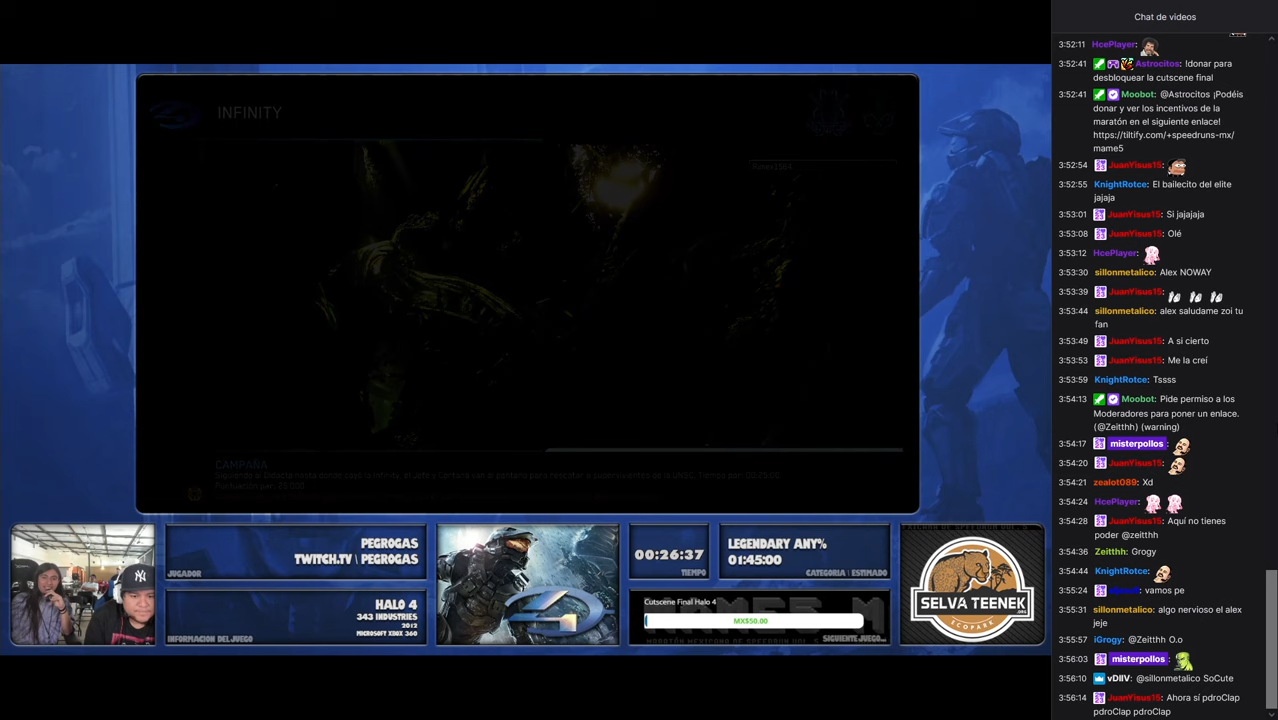 Chat de videos
3:52:11 HcePlayer:
3:52:41 Astrocitos: !donar para
desbloquear la cutscene final
3:52:41 Moobot: @Astrocitos ¡Podéis
donar y ver los incentivos de la
maratón en el siguiente enlace!
https://tiltify.com/+speedruns-mx/
mame5
3:52:54 JuanYisus15:
3:52:55 KnightRotce: El bailecito del elite
jajaja
3:53:01 JuanYisus15: Si jajajaja
3:53:08 JuanYisus15: Olé
3:53:12 HcePlayer:
3:53:30 sillonmetalico: Alex NOWAY
3:53:39 JuanYisus15:
3:53:44 sillonmetalico: alex saludame zoi tu
fan
3:53:49 JuanYisus15: A si cierto
3:53:53 JuanYisus15: Me la creí
3:53:59 KnightRotce: Tssss
3:54:13 Moobot: Pide permiso a los
Moderadores para poner un enlace.
(@Zeitthh) (warning)
3:54:17 misterpollos:
3:54:20 JuanYisus15:
3:54:21 zealot089: Xd
3:54:24 HcePlayer:
3:54:28 JuanYisus15: Aquí no tienes
poder @zeitthh
3:54:36 Zeitthh: Grogy
3:54:44 KnightRotce:
3:55:24 vamos pe
3:55:31 sillonmetalico: algo nervioso el alex
jeje
3:55:57 iGrogy: @Zeitthh O.o
3:56:03 misterpollos:
3:56:10 vDIIV: @sillonmetalico SoCute
3:56:14 JuanYisus15: Ahora sí pdroClap
pdroClap pdroClap
INFINITY
CAMPAÑA
PEGROGAS
TWITCH.TV \ PEGROGAS
JUGADOR
HALO 4
343 INDUSTRIES
2012
MICROSOFT XBOX 360
INFORMACION DEL JUEGO
4
00:26:37
TIEMPO
LEGENDARY ANY%
01:45:00
CATEGORIA \ ESTIMADO
Cutscene Final Halo 4
MX$50.00
SIGUIENTE JUEGO...
SELVA TEENEK
.ORG
ECOPARK